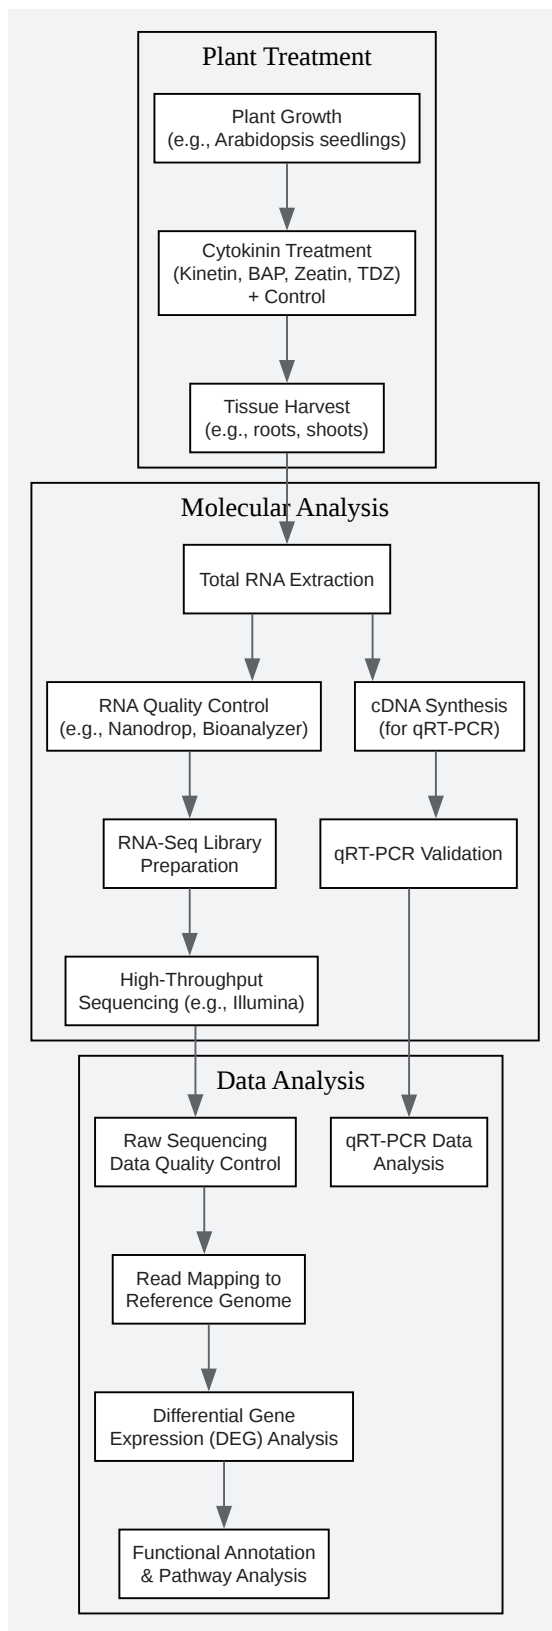 Plant Treatment
Plant Growth
(e.g., Arabidopsis seedlings)
Cytokinin Treatment
(Kinetin, BAP, Zeatin, TDZ)
+ Control
Tissue Harvest
(e.g., roots, shoots)
Molecular Analysis
Total RNA Extraction
RNA Quality Control
(e.g., Nanodrop, Bioanalyzer)
cDNA Synthesis
(for qRT-PCR)
RNA-Seq Library
Preparation
qRT-PCR Validation
High-Throughput
Sequencing (e.g., Illumina)
Data Analysis
Raw Sequencing
Data Quality Control
qRT-PCR Data
Analysis
Read Mapping to
Reference Genome
Differential Gene
Expression (DEG) Analysis
Functional Annotation
& Pathway Analysis